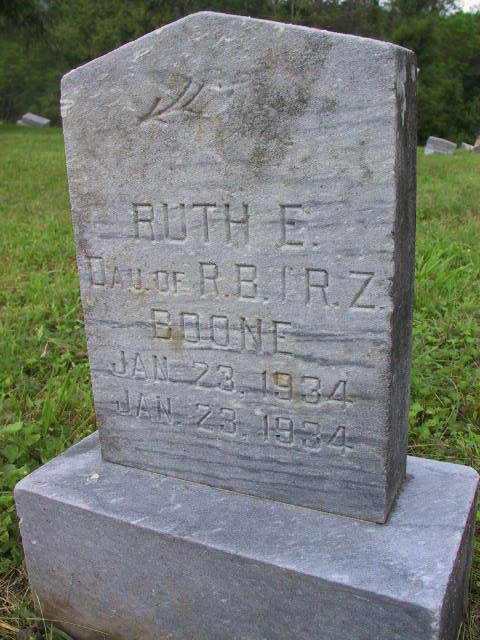 RUTH E.
DAU. OF R. B. I R. Z.
BOONE
JAN. 23, 1934
JAN. 23, 1934